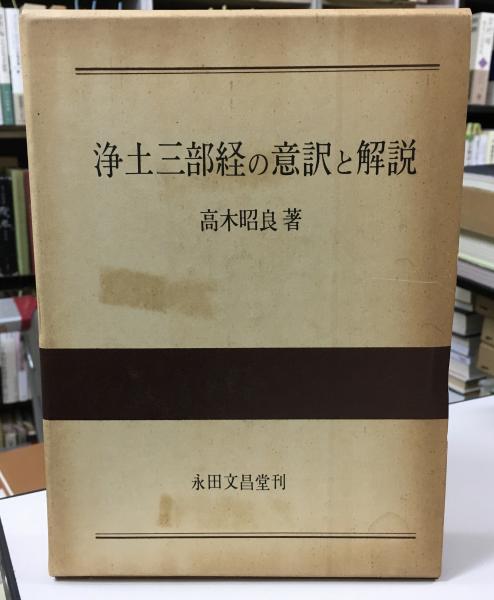 浄土三部経の意訳と解説
高木昭良 著
永田文昌堂刊